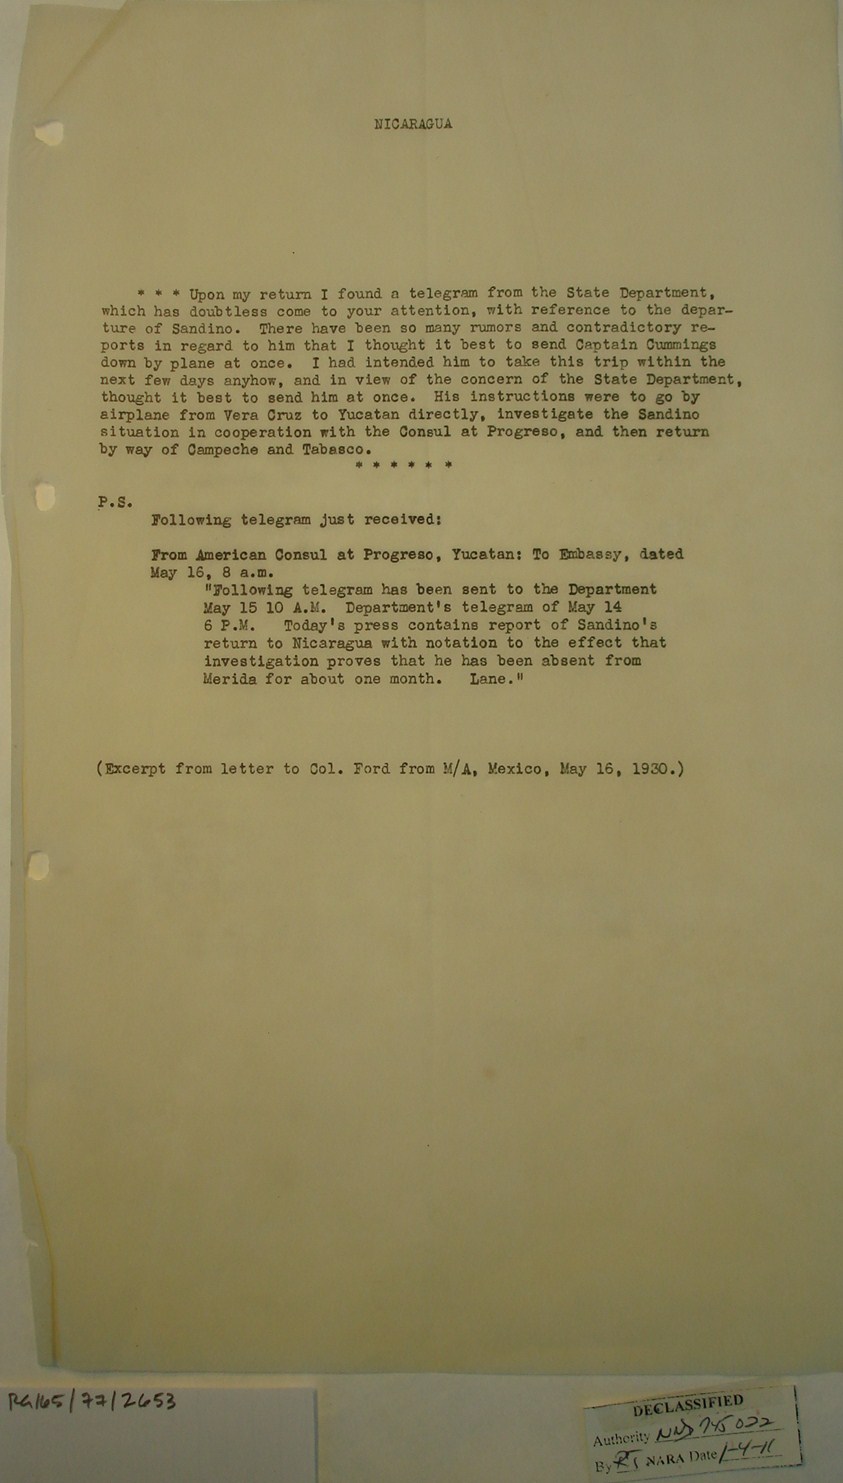 NICARAGUA
* * * Upon my return I found a telegram from the State Department,
which has doubtless come to your attention, with reference to the depar-
ture of Sandino. There have been so many rumors and contradictory re-
ports in regard to him that I thought it best to send Captain Cummings
down by plane at once. I had intended him to take this trip within the
next few days anyhow, and in view of the concern of the State Department,
thought it best to send him at once. His instructions were to go by
airplane from Vera Cruz to Yucatan directly, investigate the Sandino
situation in cooperation with the Consul at Progreso, and then return
by way of Campeche and Tabasco.
* * * * * *
P.S.
Following telegram just received:
From American Consul at Progreso, Yucatan: To Embassy, dated
May 16, 8 a.m.
"Following telegram has been sent to the Department
May 15 10 A.M. Department's telegram of May 14
6 P.M. Today's press contains report of Sandino's
return to Nicaragua with notation to the effect that
investigation proves that he has been absent from
Merida for about one month. Lane."
(Excerpt from letter to Col. Ford from M/A, Mexico, May 16, 1930.)
RG165/77/2653
DECLASSIFIED
Authority NND 745022
By RT NARA Date 1-4-11